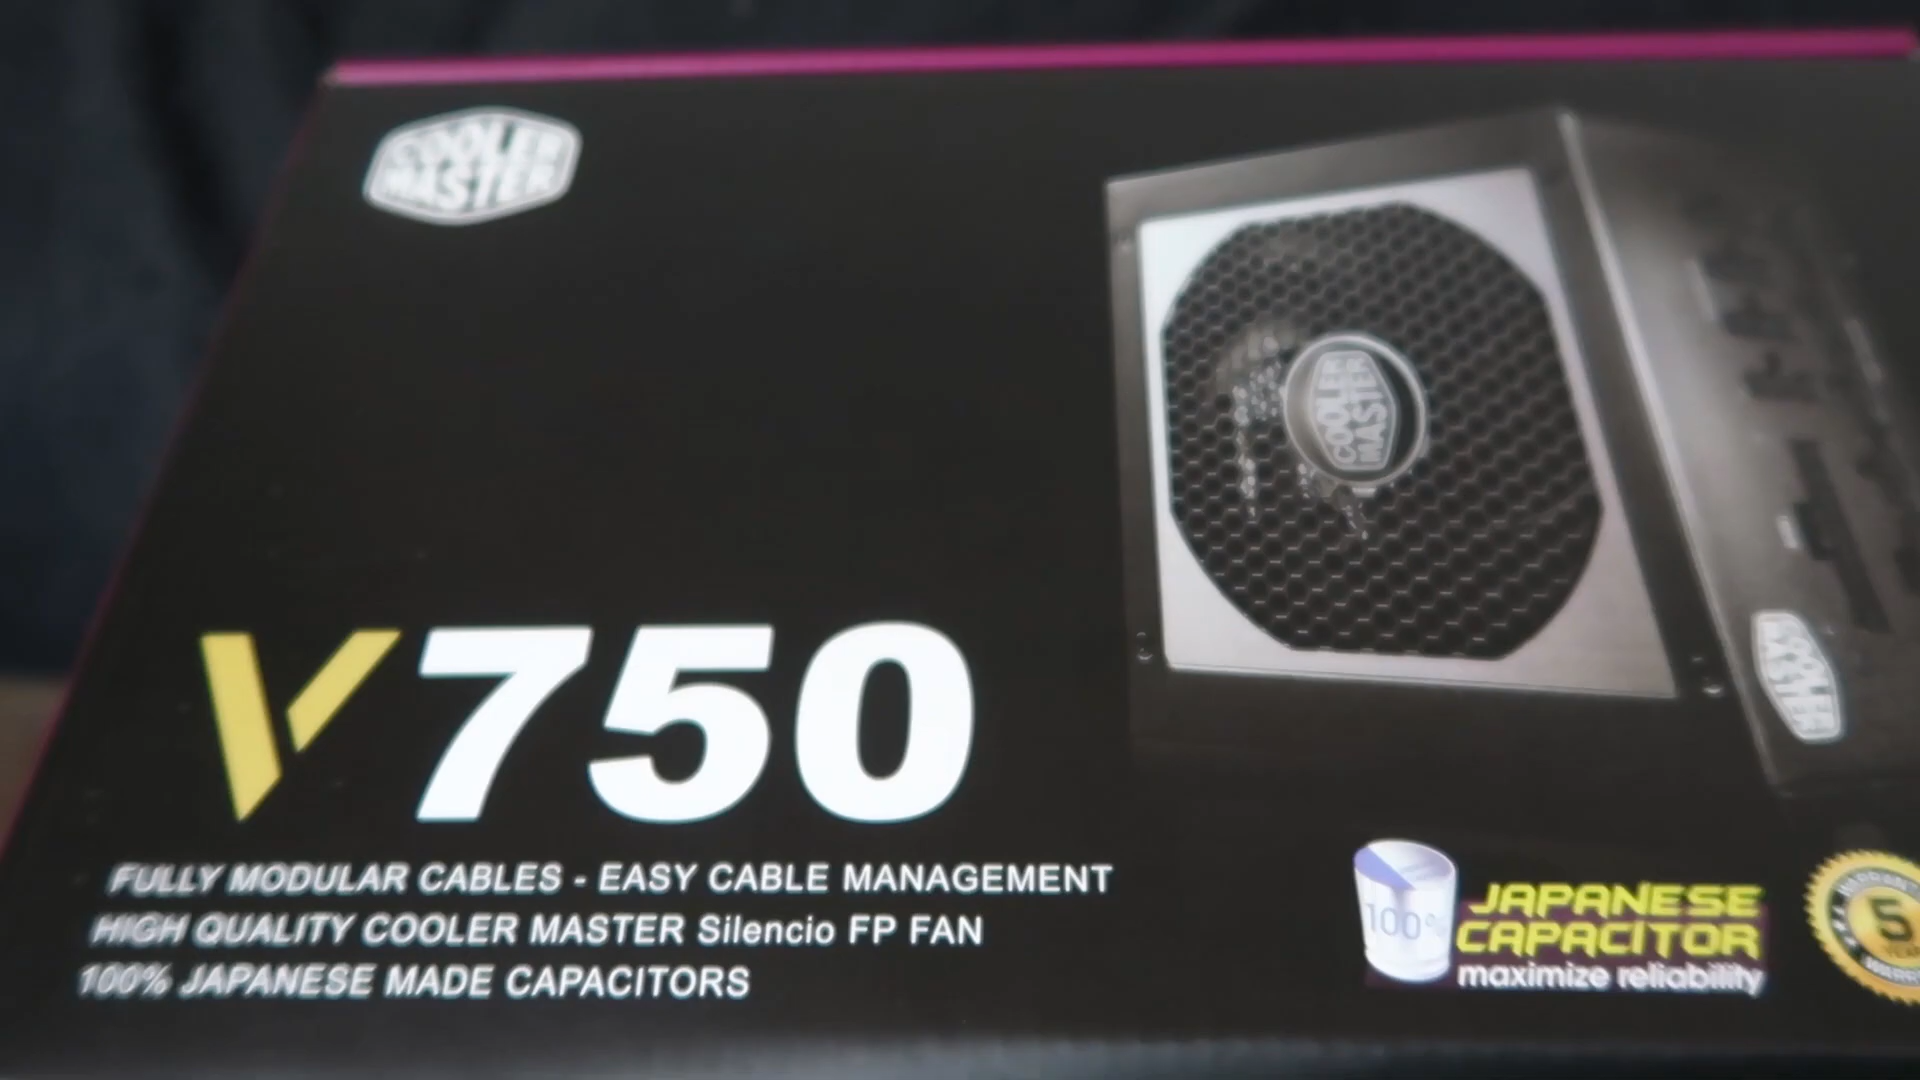 COOLER
MASTER
COOLER
MASTER
COOLER
MASTER
V750
FULLY MODULAR CABLES - EASY CABLE MANAGEMENT
HIGH QUALITY COOLER MASTER Silencio FP FAN
100% JAPANESE MADE CAPACITORS
100%
JAPANESE
CAPACITOR
maximize reliability
5